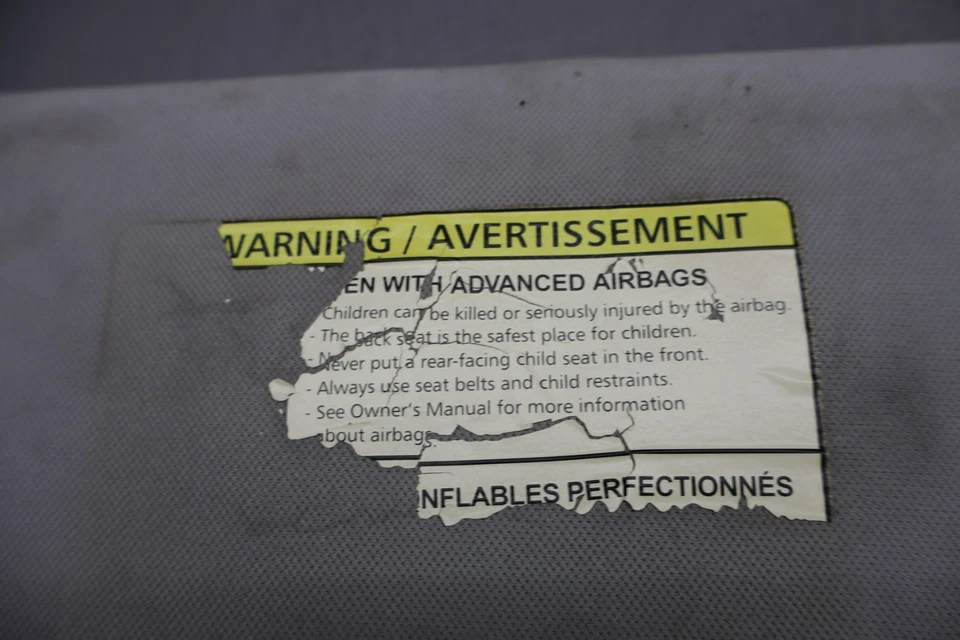 WARNING / AVERTISSEMENT
EN WITH ADVANCED AIRBAGS
Children can be killed or seriously injured by the airbag.
- The back seat is the safest place for children.
- Never put a rear-facing child seat in the front.
- Always use seat belts and child restraints.
- See Owner's Manual for more information
about airbags.
NFLABLES PERFECTIONNÉS